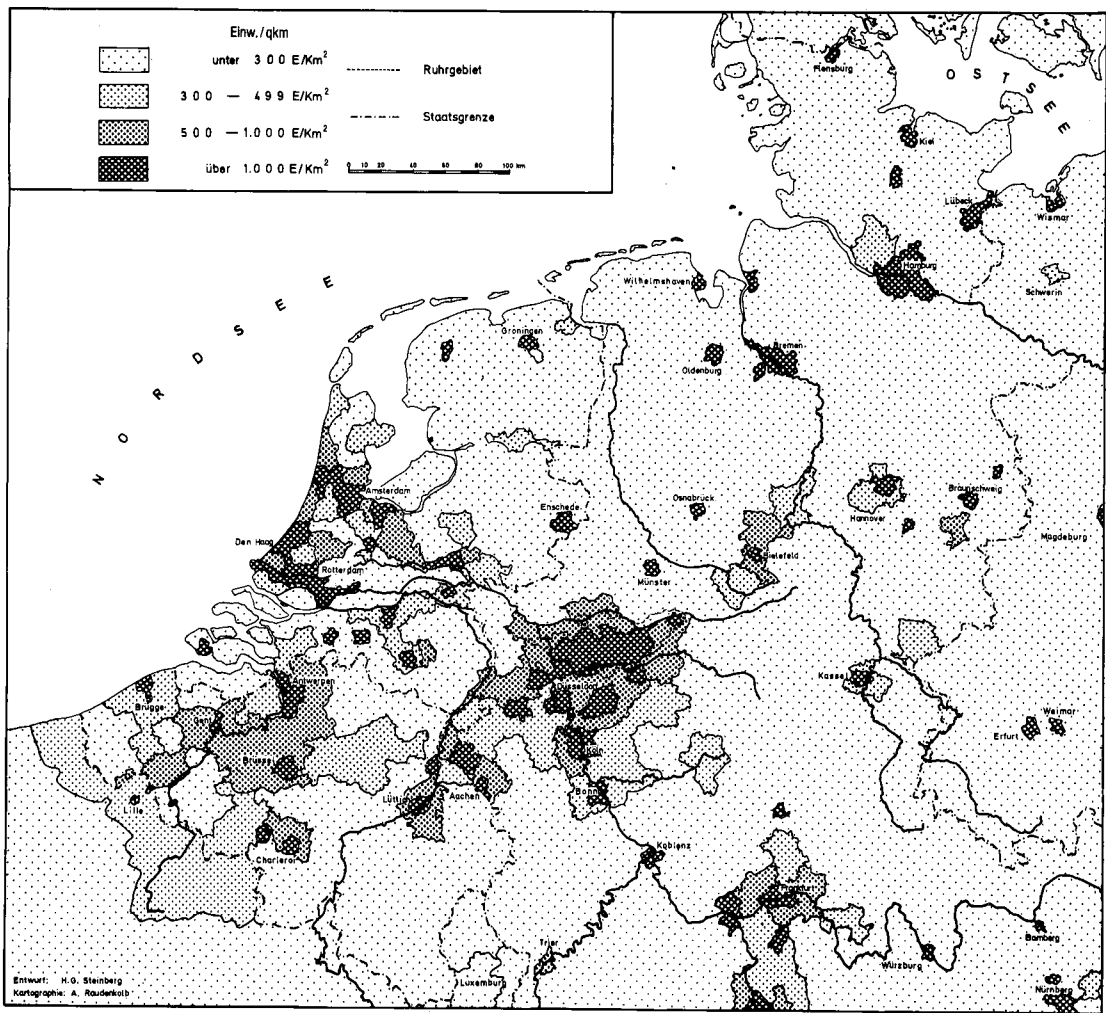 Einw./qkm
unter 300 E/Km²
300 — 499 E/Km²
500 — 1.000 E/Km²
über 1.000 E/Km²
Ruhrgebiet
Staatsgrenze
0 10 20 40 60 80 100 km
NORDSEE
OSTSEE
Flensburg
Kiel
Lübeck
Wismar
Hamburg
Schwerin
Wilhelmshaven
Groningen
Bremen
Oldenburg
Amsterdam
Enschede
Osnabrück
Hannover
Braunschweig
Magdeburg
Den Haag
Rotterdam
Bielefeld
Münster
Antwerpen
Brügge
Gent
Düsseldorf
Kassel
Weimar
Erfurt
Brüssel
Köln
Lille
Lüttich
Aachen
Bonn
Charleroi
Koblenz
Frankfurt
Trier
Luxemburg
Würzburg
Bamberg
Nürnberg
Entwurf: H.G. Steinberg
Kartographie: A. Raudenkolb